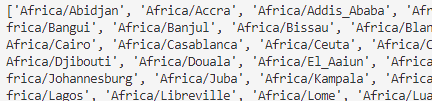 ['Africa/Abidjan', 'Africa/Accra', 'Africa/Addis_Ababa', 'Afr
frica/Bangui', 'Africa/Banjul', 'Africa/Bissau', 'Africa/Blan
Africa/Cairo', 'Africa/Casablanca', 'Africa/Ceuta', 'Africa/C
Africa/Djibouti', 'Africa/Douala', 'Africa/El_Aaiun', 'Africa
frica/Johannesburg', 'Africa/Juba', 'Africa/Kampala', 'Africa
frica/Lagos', 'Africa/Libreville', 'Africa/Lome', 'Africa/Lua